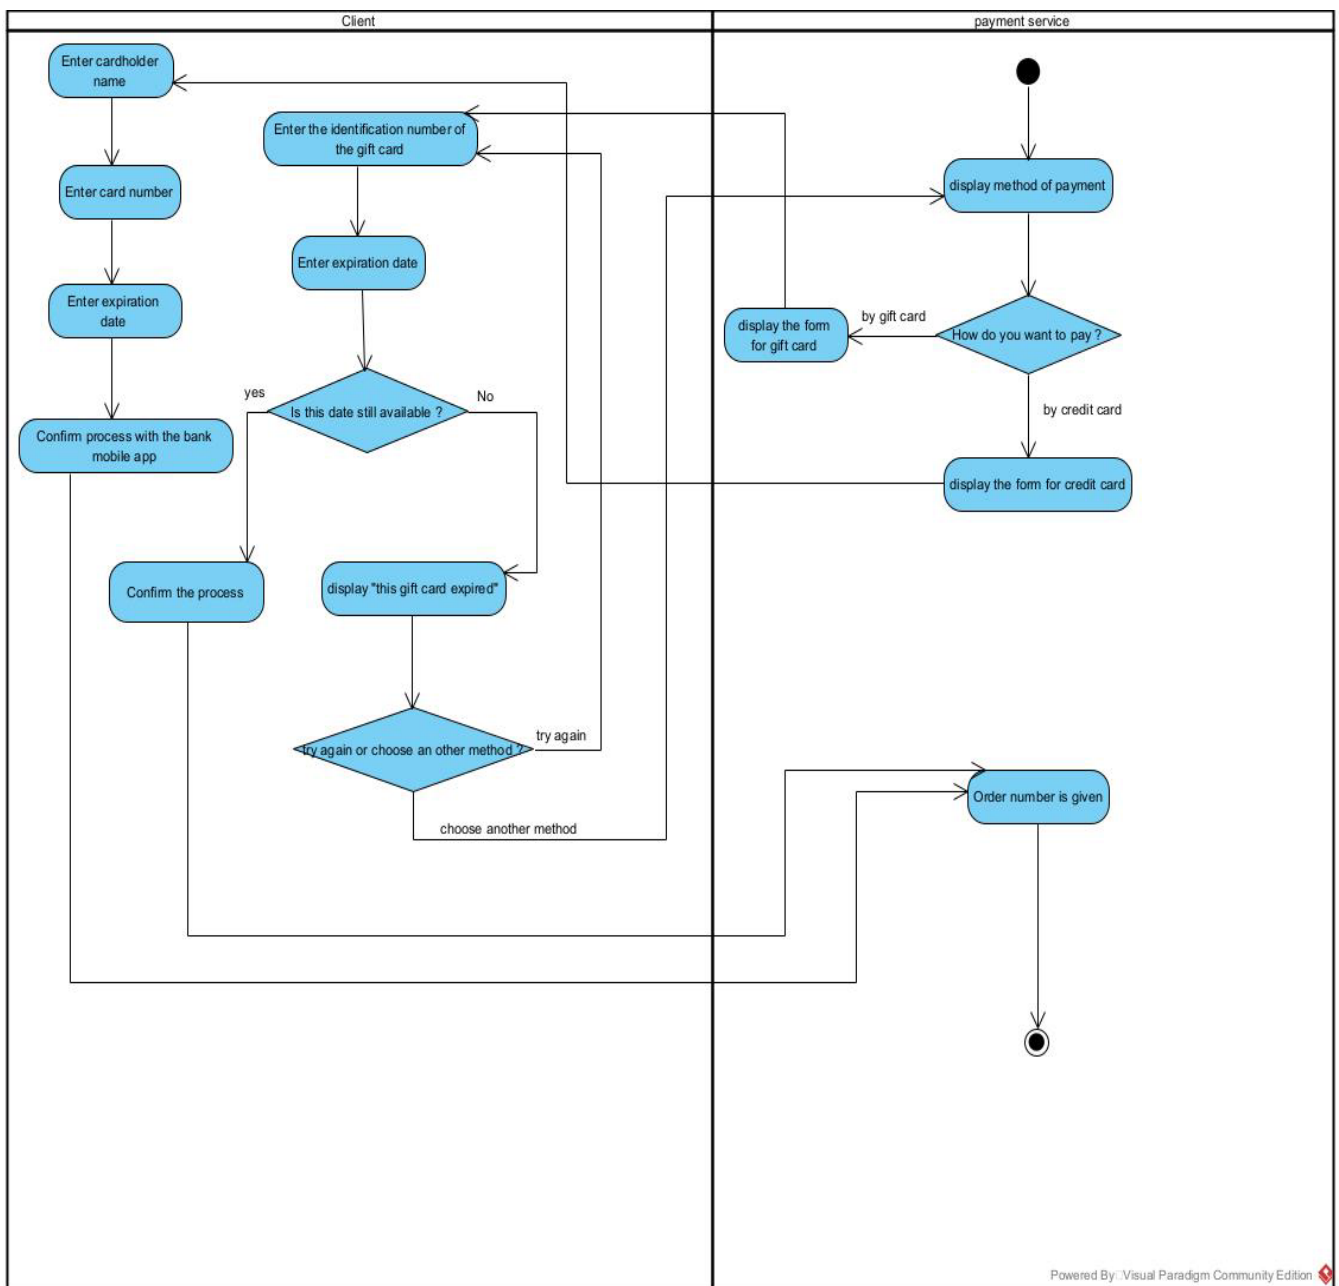 Client
payment service
Enter cardholder
name
Enter the identification number of
the gift card
Enter card number
display method of payment
Enter expiration date
Enter expiration
date
display the form
for gift card
by gift card
How do you want to pay ?
yes
No
Is this date still available ?
by credit card
Confirm process with the bank
mobile app
display the form for credit card
Confirm the process
display "this gift card expired"
try again or choose an other method ?
try again
Order number is given
choose another method
Powered By Visual Paradigm Community Edition